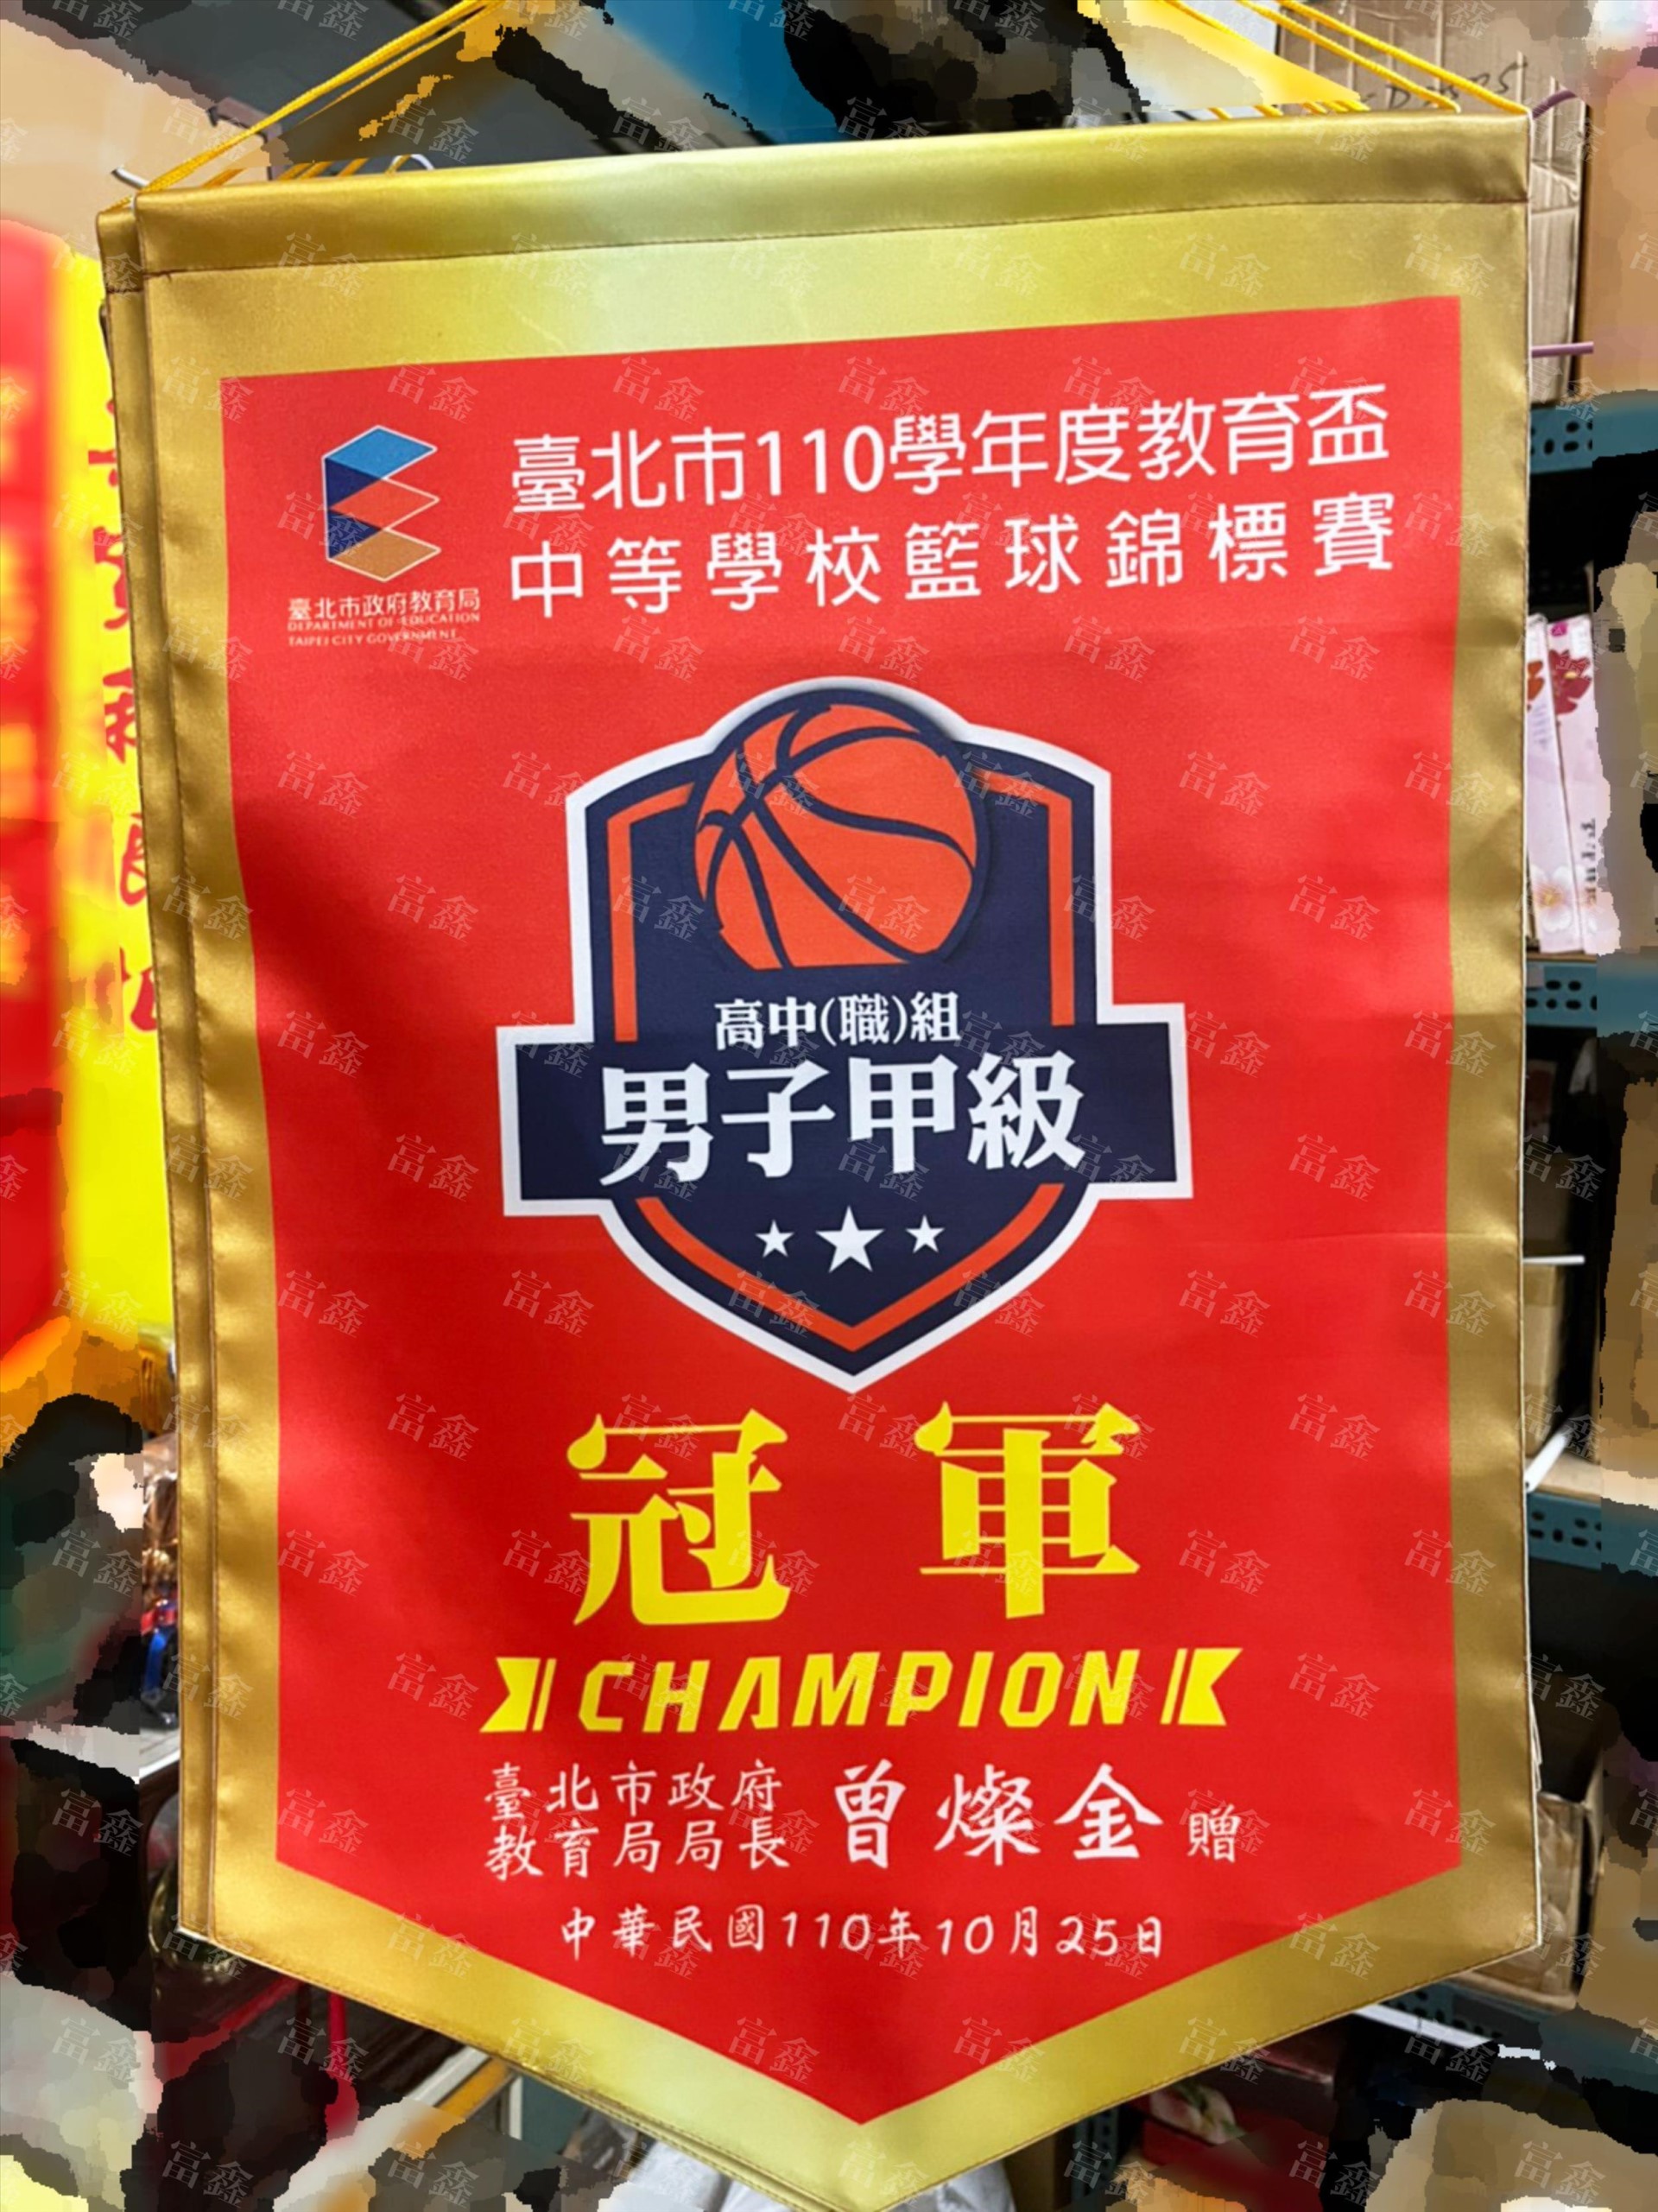 臺北市110學年度教育盃
中等學校籃球錦標賽
臺北市政府教育局
DEPARTMENT OF EDUCATION
TAIPEI CITY GOVERNMENT
高中(職)組
男子甲級
冠軍
CHAMPION
臺北市政府
教育局局長 曾燦金 贈
中華民國110年10月25日
富鑫